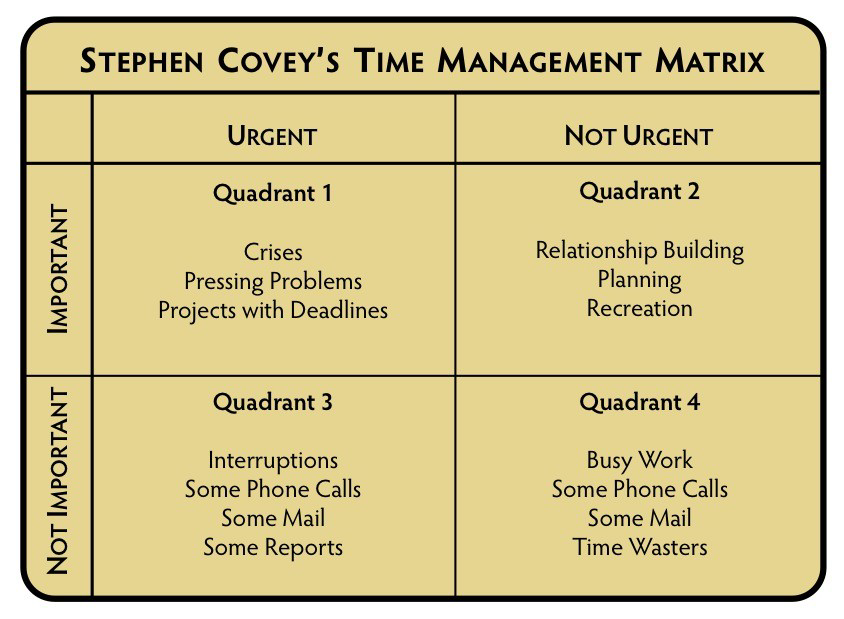 Stephen Covey's Time Management Matrix
Urgent
Not Urgent
Important
Quadrant 1
Crises
Pressing Problems
Projects with Deadlines
Quadrant 2
Relationship Building
Planning
Recreation
Not Important
Quadrant 3
Interruptions
Some Phone Calls
Some Mail
Some Reports
Quadrant 4
Busy Work
Some Phone Calls
Some Mail
Time Wasters